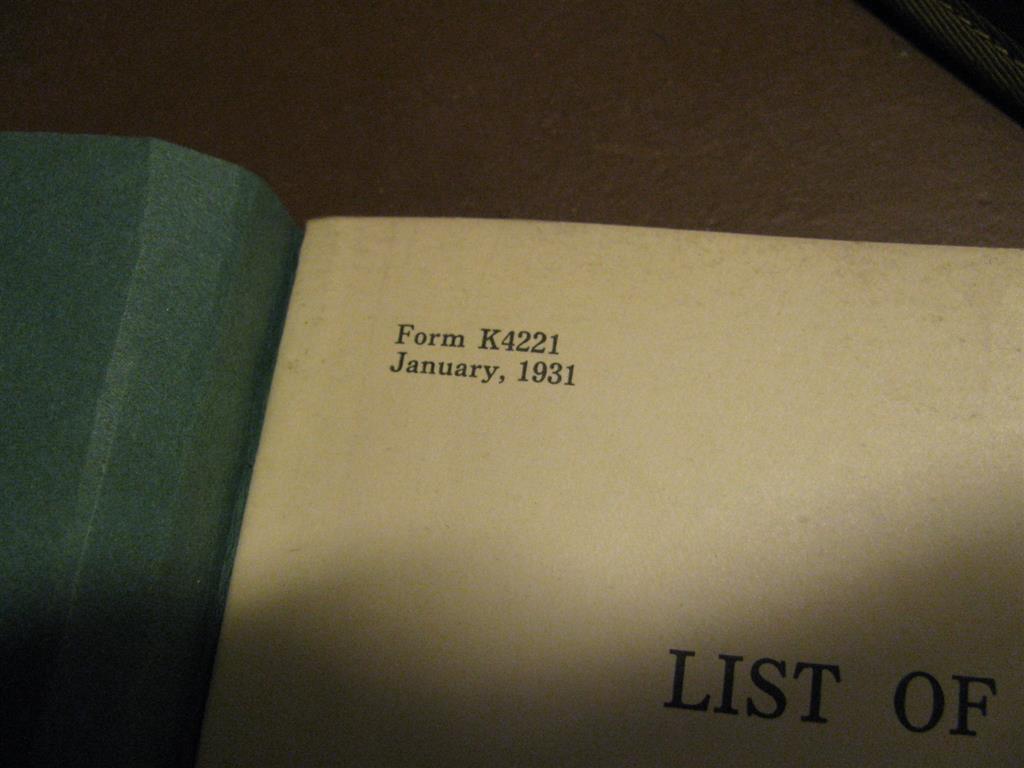 Form K4221
January, 1931
LIST OF